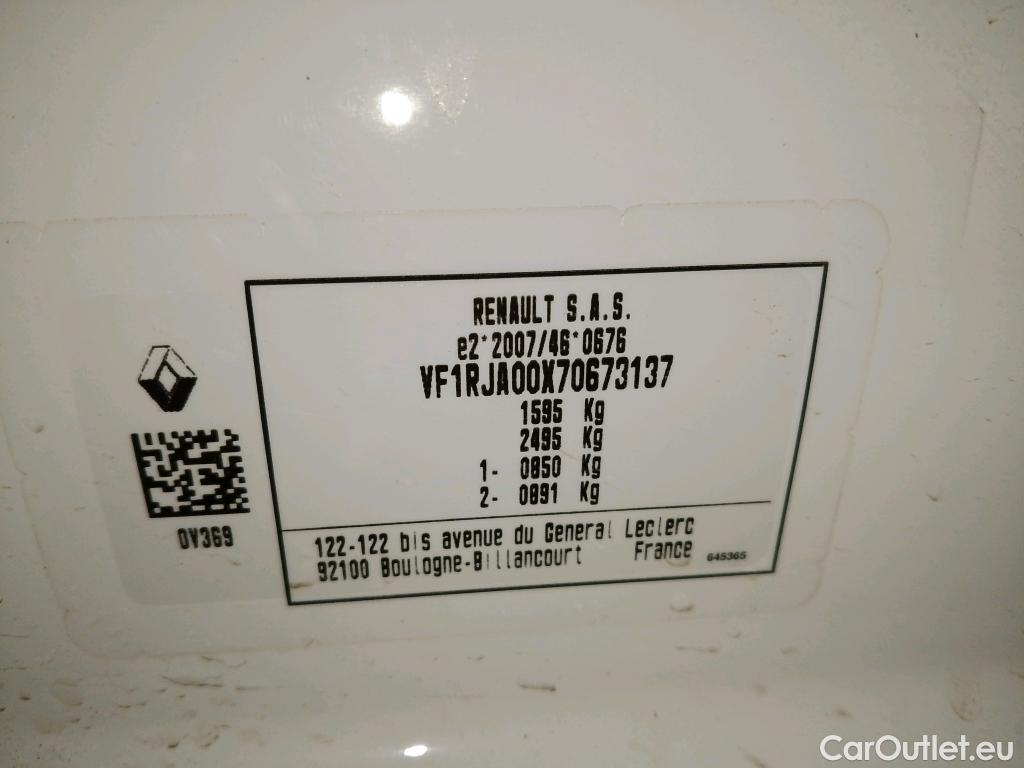 RENAULT S.A.S.
e2*2007/46*0676
VF1RJA00X70673137
1595 Kg
2495 Kg
1- 0850 Kg
2- 0891 Kg
0V369
122-122 bis avenue du General Leclerc
92100 Boulogne-Billancourt France
645365
CarOutlet.eu